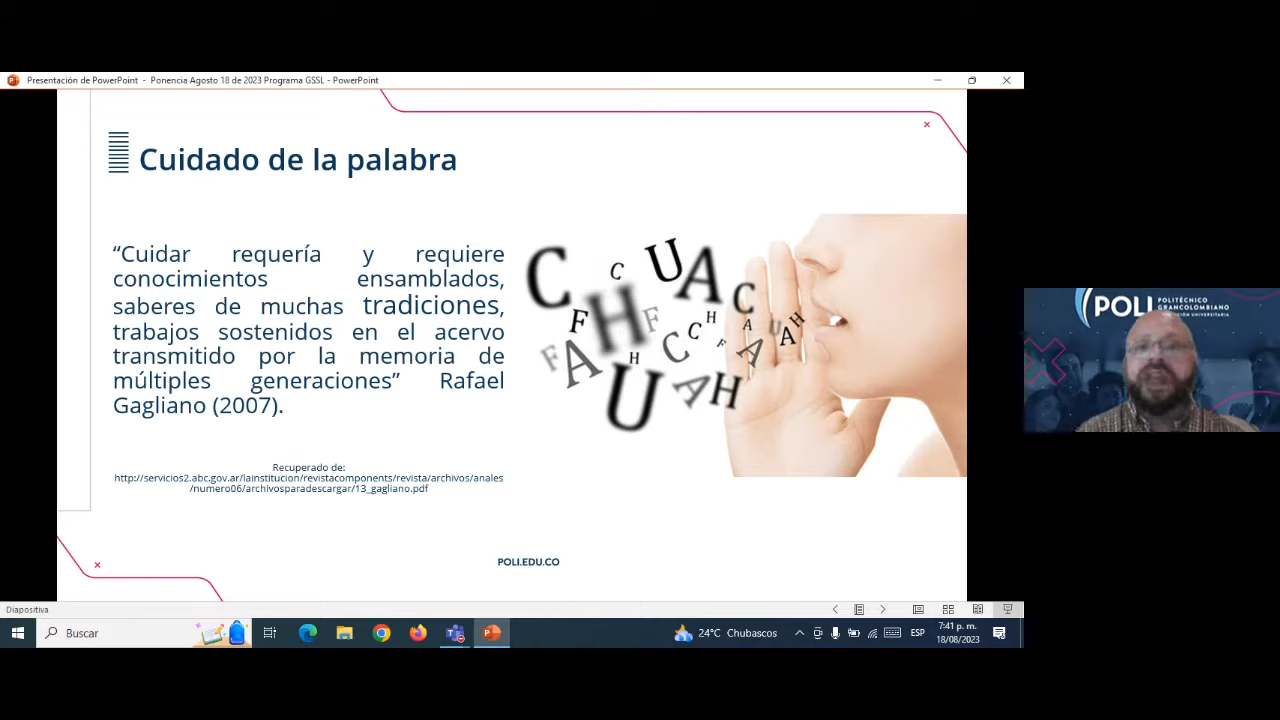 Presentación de PowerPoint - Ponencia Agosto 18 de 2023 Programa GSSL - PowerPoint
Cuidado de la palabra
“Cuidar requería y requiere
conocimientos ensamblados,
saberes de muchas tradiciones,
trabajos sostenidos en el acervo
transmitido por la memoria de
múltiples generaciones” Rafael
Gagliano (2007).
Recuperado de:
http://servicios2.abc.gov.ar/lainstitucion/revistacomponents/revista/archivos/anales
/numero06/archivosparadescargar/13_gagliano.pdf
C C U A C
F H F C H A U A H
F A H C F A
U A H
POLI.EDU.CO
POLI POLITÉCNICO
GRANCOLOMBIANO
Diapositiva
Buscar
24°C Chubascos
ESP
7:41 p. m.
18/08/2023